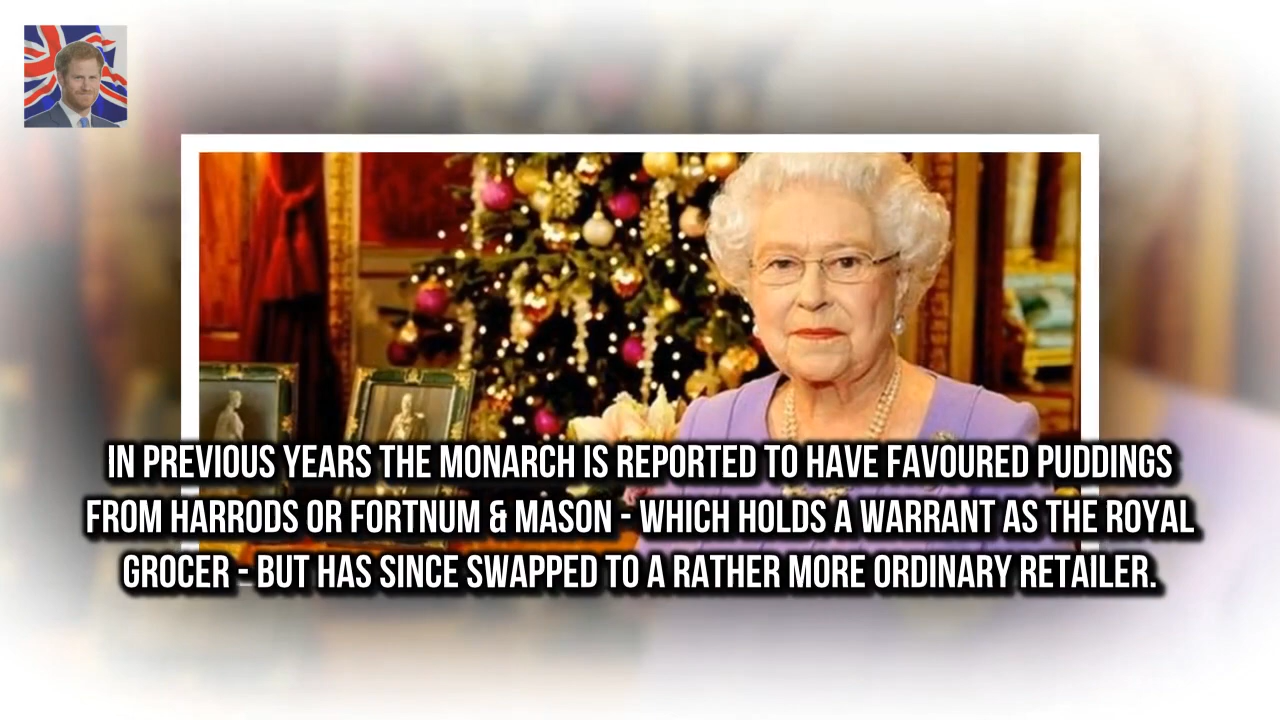 IN PREVIOUS YEARS THE MONARCH IS REPORTED TO HAVE FAVOURED PUDDINGS
FROM HARRODS OR FORTNUM & MASON - WHICH HOLDS A WARRANT AS THE ROYAL
GROCER - BUT HAS SINCE SWAPPED TO A RATHER MORE ORDINARY RETAILER.